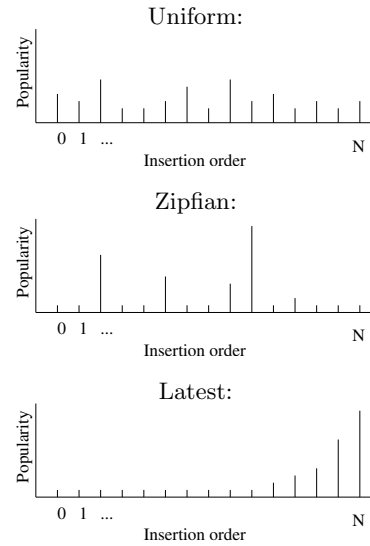 Uniform:
Popularity
0 1 ...
N
Insertion order
Zipfian:
Popularity
0 1 ...
N
Insertion order
Latest:
Popularity
0 1 ...
N
Insertion order